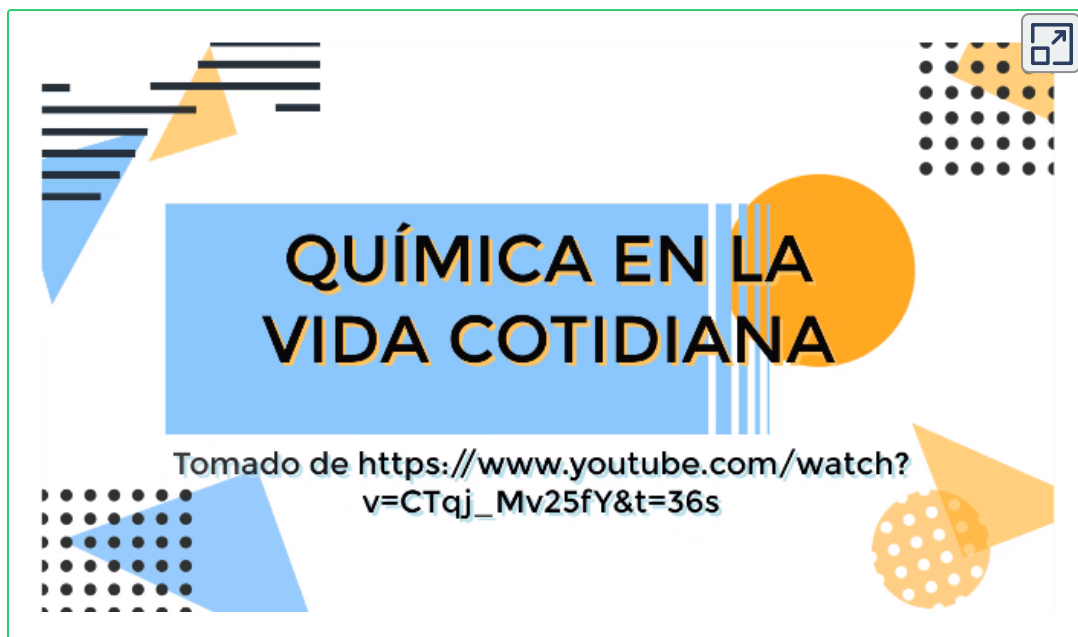 QUÍMICA EN LA
VIDA COTIDIANA
Tomado de https://www.youtube.com/watch?
v=CTqj_Mv25fY&t=36s